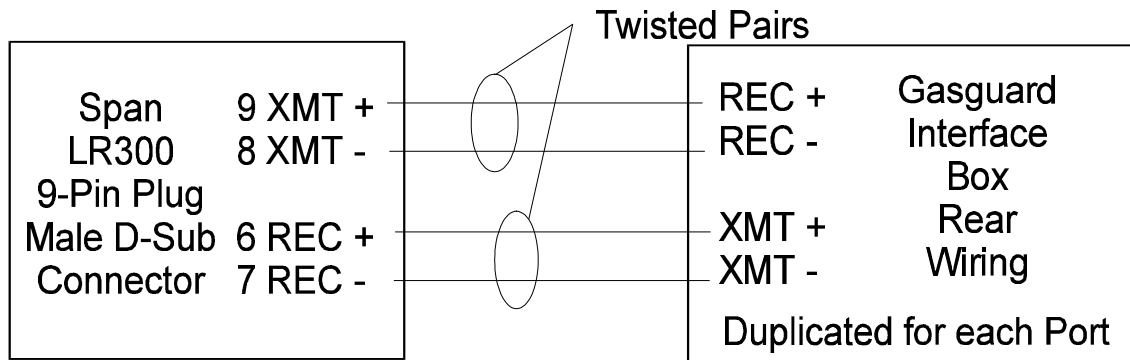 Twisted Pairs
Span 9 XMT +
LR300 8 XMT -
9-Pin Plug
Male D-Sub 6 REC +
Connector 7 REC -
REC + Gasguard
REC - Interface
Box
XMT + Rear
XMT - Wiring
Duplicated for each Port